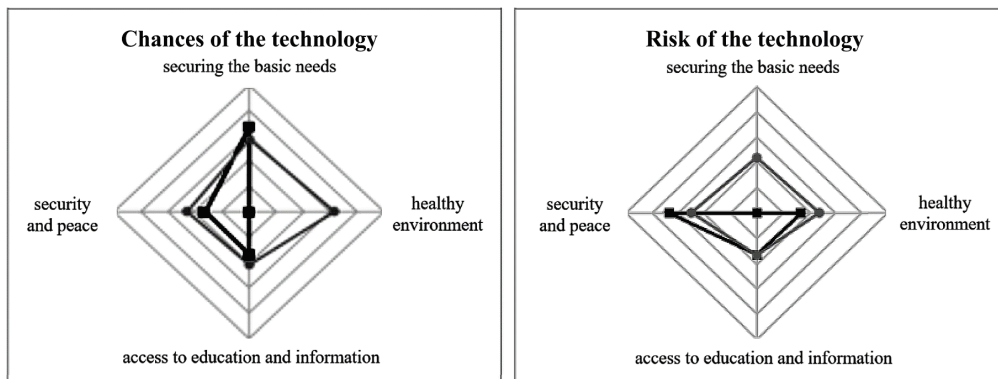 Chances of the technology
securing the basic needs
security
and peace
healthy
environment
access to education and information
Risk of the technology
securing the basic needs
security
and peace
healthy
environment
access to education and information